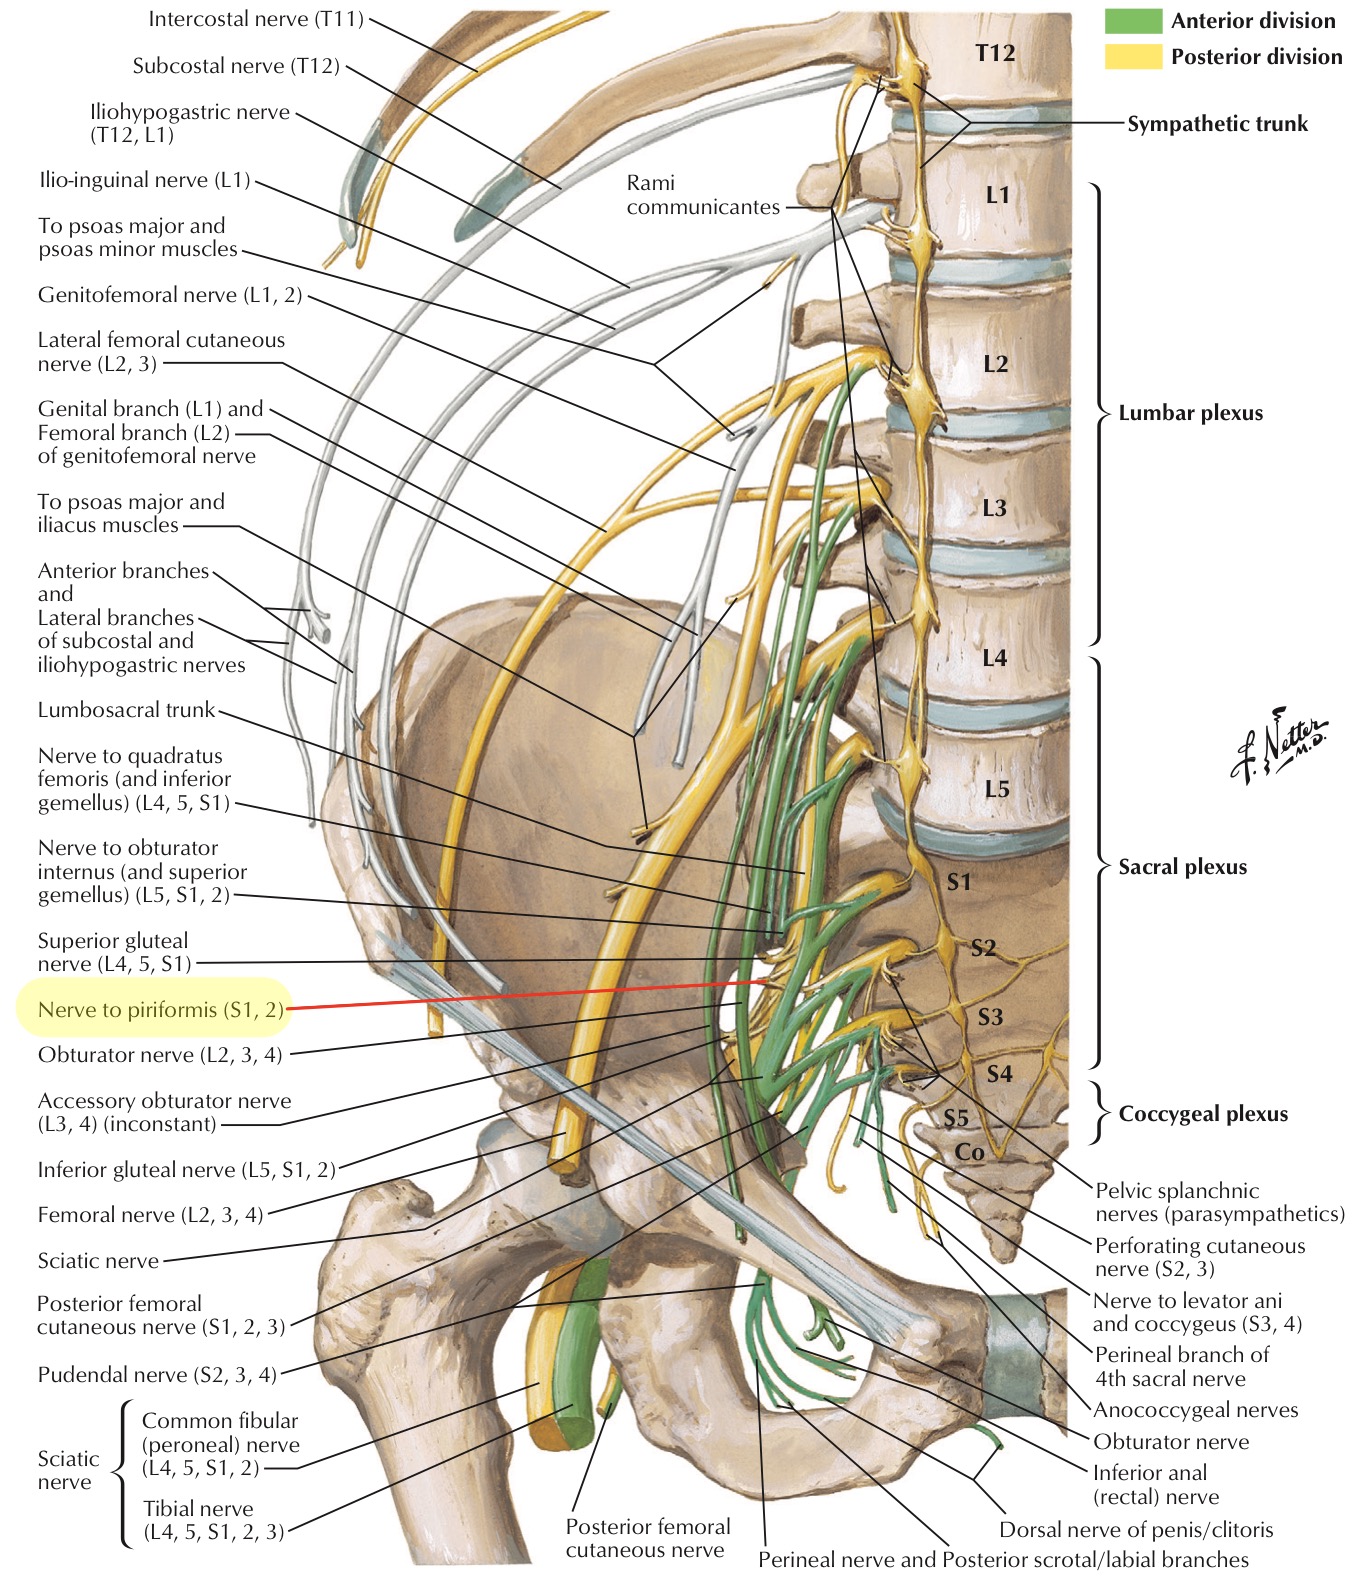 Intercostal nerve (T11)
Subcostal nerve (T12)
Iliohypogastric nerve
(T12, L1)
Ilio-inguinal nerve (L1)
To psoas major and
psoas minor muscles
Genitofemoral nerve (L1, 2)
Lateral femoral cutaneous
nerve (L2, 3)
Genital branch (L1) and
Femoral branch (L2)
of genitofemoral nerve
To psoas major and
iliacus muscles
Anterior branches
and
Lateral branches
of subcostal and
iliohypogastric nerves
Lumbosacral trunk
Nerve to quadratus
femoris (and inferior
gemellus) (L4, 5, S1)
Nerve to obturator
internus (and superior
gemellus) (L5, S1, 2)
Superior gluteal
nerve (L4, 5, S1)
Nerve to piriformis (S1, 2)
Obturator nerve (L2, 3, 4)
Accessory obturator nerve
(L3, 4) (inconstant)
Inferior gluteal nerve (L5, S1, 2)
Femoral nerve (L2, 3, 4)
Sciatic nerve
Posterior femoral
cutaneous nerve (S1, 2, 3)
Pudendal nerve (S2, 3, 4)
Sciatic
nerve
Common fibular
(peroneal) nerve
(L4, 5, S1, 2)
Tibial nerve
(L4, 5, S1, 2, 3)
Rami
communicantes
T12
L1
L2
L3
L4
L5
S1
S2
S3
S4
S5
Co
Anterior division
Posterior division
Sympathetic trunk
Lumbar plexus
F. Netter
M.D.
Sacral plexus
Coccygeal plexus
Pelvic splanchnic
nerves (parasympathetics)
Perforating cutaneous
nerve (S2, 3)
Nerve to levator ani
and coccygeus (S3, 4)
Perineal branch of
4th sacral nerve
Anococcygeal nerves
Obturator nerve
Inferior anal
(rectal) nerve
Dorsal nerve of penis/clitoris
Posterior femoral
cutaneous nerve
Perineal nerve and Posterior scrotal/labial branches